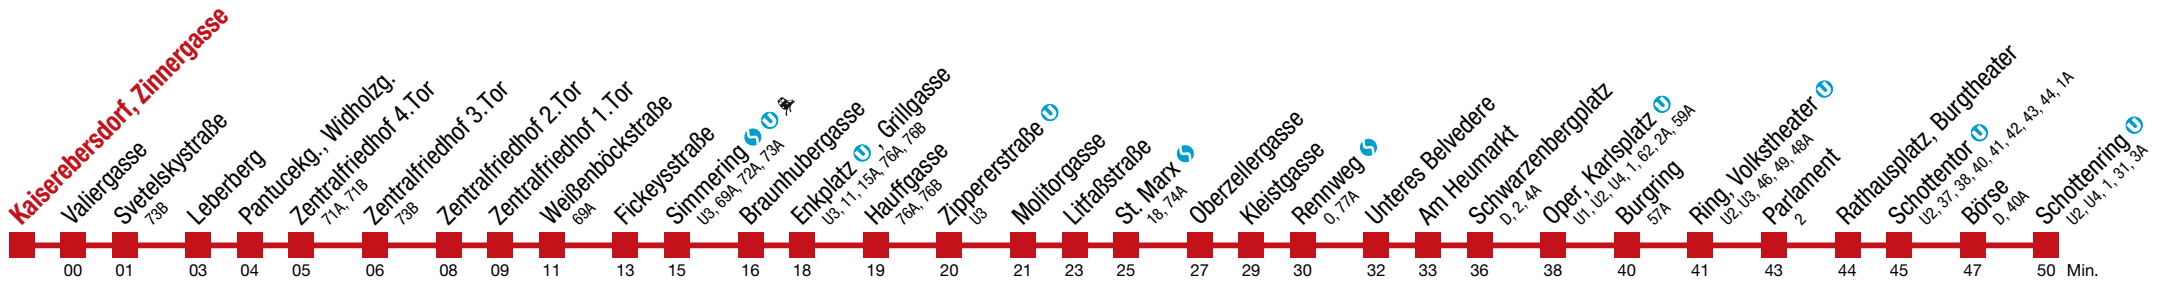 Kaiserebersdorf, Zinnergasse
Valiergasse
Svetelskystraße
73B
Leberberg
Pantucekg., Widholzg.
Zentralfriedhof 4.Tor
71A, 71B
Zentralfriedhof 3.Tor
73B
Zentralfriedhof 2.Tor
Zentralfriedhof 1.Tor
Weißenböckstraße
69A
Fickeysstraße
Simmering S U
U3, 69A, 72A, 73A
Braunhubergasse
Enkplatz U , Grillgasse
U3, 11, 15A, 76A, 76B
Hauffgasse
76A, 76B
Zippererstraße U
U3
Molitorgasse
Litfaßstraße
St. Marx S
18, 74A
Oberzellergasse
Kleistgasse
Rennweg S
O, 77A
Unteres Belvedere
Am Heumarkt
Schwarzenbergplatz
D, 2, 4A
Oper, Karlsplatz U
U1, U2, U4, 1, 62, 2A, 59A
Burgring
57A
Ring, Volkstheater U
U2, U3, 46, 49, 48A
Parlament
2
Rathausplatz, Burgtheater
Schottentor U
U2, 37, 38, 40, 41, 42, 43, 44, 1A
Börse
D, 40A
Schottenring U
U2, U4, 1, 31, 3A
00 01 03 04 05 06 08 09 11 13 15 16 18 19 20 21 23 25 27 29 30 32 33 36 38 40 41 43 44 45 47 50 Min.